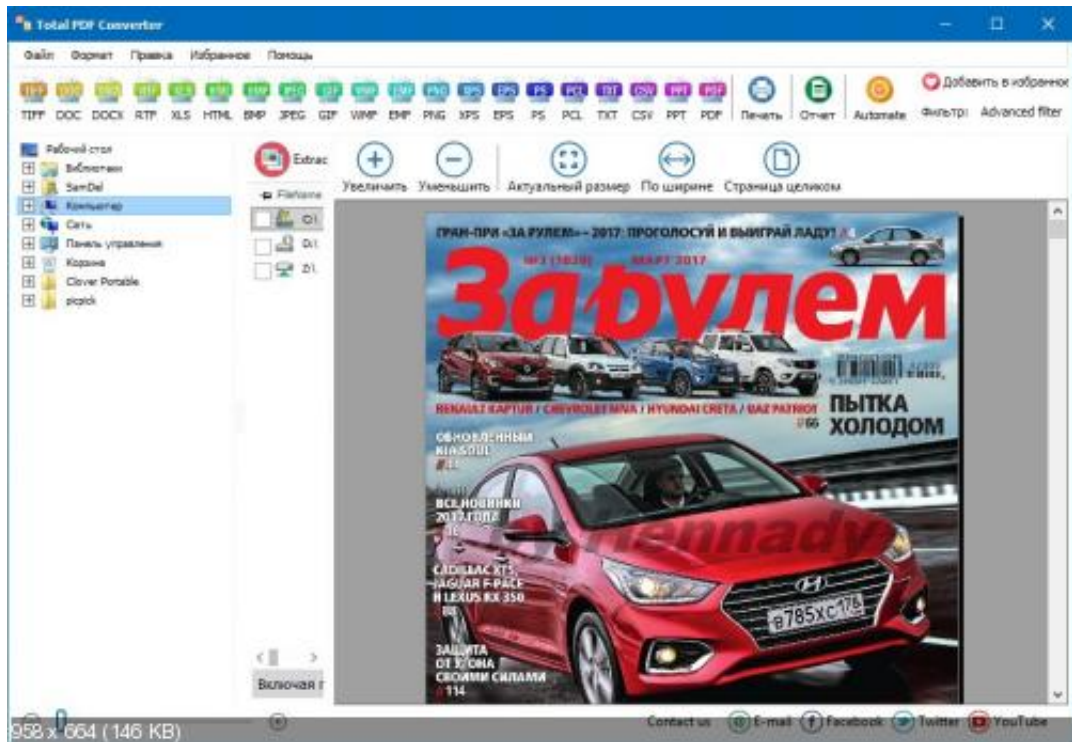 Total PDF Converter
Файл Формат Правка Избранное Помощь
TIFF DOC DOCX RTF XLS HTML BMP JPEG GIF WMF EMF PNG XPS EPS PS PCL TXT CSV PPT PDF Печать Отчет Automate
Добавить в избранное
Фильтр: Advanced filter
Рабочий стол
Библиотеки
SamDel
Компьютер
Сеть
Панель управления
Корзина
Clover Portable
picpick
Extrac
Увеличить Уменьшить Актуальный размер По ширине Страница целиком
FileName
D:\
Z:\
Включая п
ГРАН-ПРИ «ЗА РУЛЕМ» – 2017: ПРОГОЛОСУЙ И ВЫИГРАЙ ЛАДУ!
МАРТ 2017
За рулем
RENAULT KAPTUR / CHEVROLET NIVA / HYUNDAI CRETA / UAZ PATRIOT
//66
ПЫТКА
ХОЛОДОМ
ОБНОВЛЕННЫЙ
KIA SOUL
ВСЕ НОВИНКИ
2017 ГОДА
CADILLAC XT5,
JAGUAR F-PACE
И LEXUS RX 350
//88
ЗАЩИТА
СВОИМИ СИЛАМИ
//114
в785хс178
Contact us E-mail Facebook Twitter YouTube
958 x 664 (146 KB)